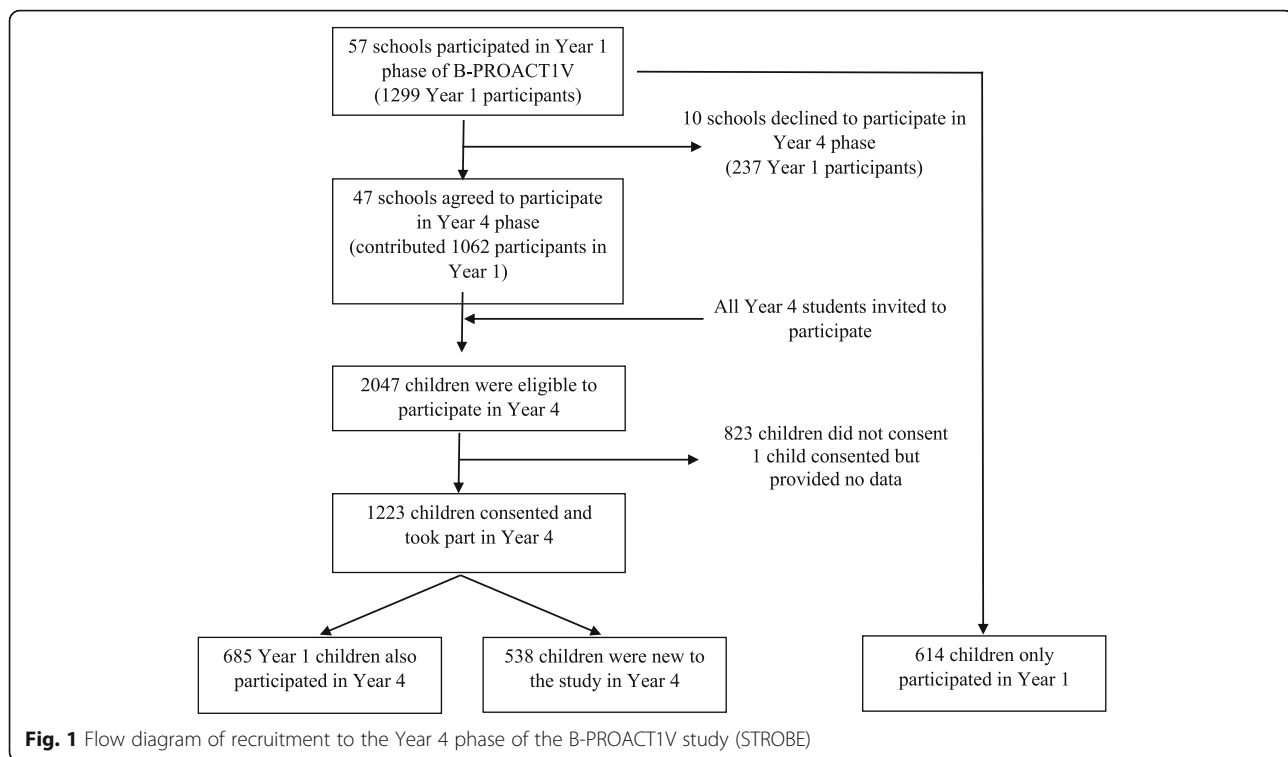 57 schools participated in Year 1
phase of B-PROACT1V
(1299 Year 1 participants)
10 schools declined to participate in
Year 4 phase
(237 Year 1 participants)
47 schools agreed to participate
in Year 4 phase
(contributed 1062 participants in
Year 1)
All Year 4 students invited to
participate
2047 children were eligible to
participate in Year 4
823 children did not consent
1 child consented but
provided no data
1223 children consented and
took part in Year 4
685 Year 1 children also
participated in Year 4
538 children were new to
the study in Year 4
614 children only
participated in Year 1
Fig. 1 Flow diagram of recruitment to the Year 4 phase of the B-PROACT1V study (STROBE)